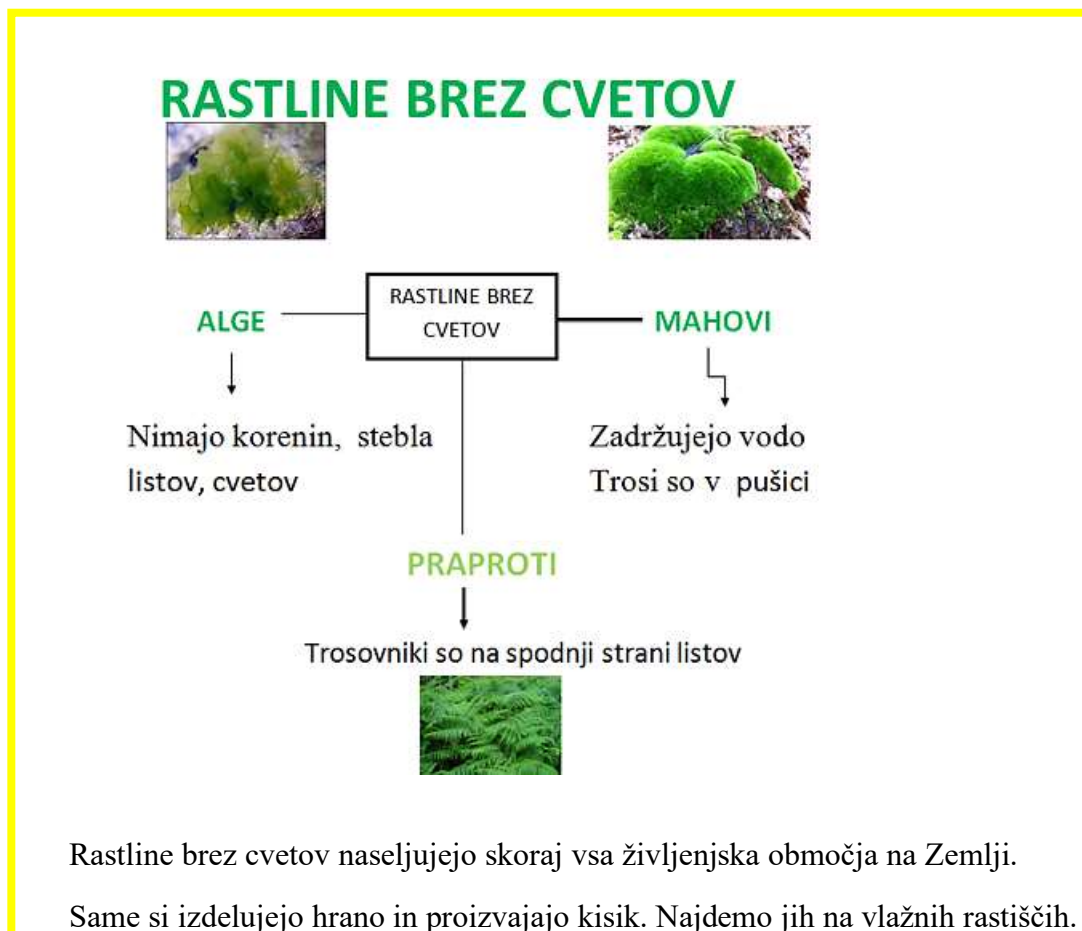 RASTLINE BREZ CVETOV
RASTLINE BREZ
CVETOV
ALGE
MAHOVI
Nimajo korenin, stebla
listov, cvetov
Zadržujejo vodo
Trosi so v pušici
PRAPROTI
Trosovniki so na spodnji strani listov
Rastline brez cvetov naseljujejo skoraj vsa življenjska območja na Zemlji.
Same si izdelujejo hrano in proizvajajo kisik. Najdemo jih na vlažnih rastiščih.